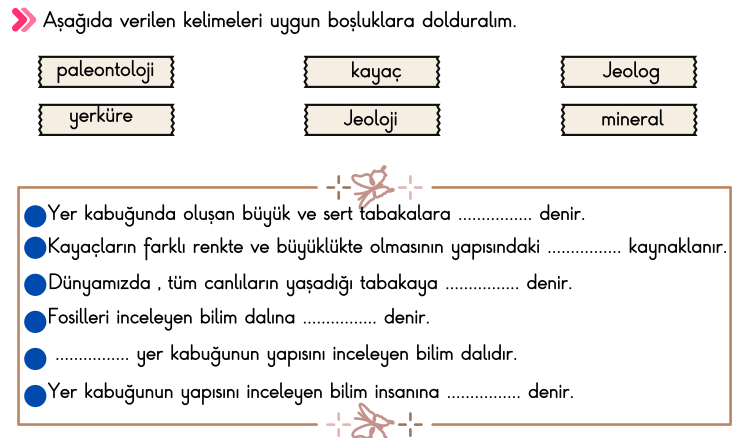 Aşağıda verilen kelimeleri uygun boşluklara dolduralım.
paleontoloji kayaç Jeolog
yerküre Jeoloji mineral
Yer kabuğunda oluşan büyük ve sert tabakalara ................ denir.
Kayaçların farklı renkte ve büyüklükte olmasının yapısındaki ................ kaynaklanır.
Dünyamızda , tüm canlıların yaşadığı tabakaya ................ denir.
Fosilleri inceleyen bilim dalına ................ denir.
................ yer kabuğunun yapısını inceleyen bilim dalıdır.
Yer kabuğunun yapısını inceleyen bilim insanına ................ denir.